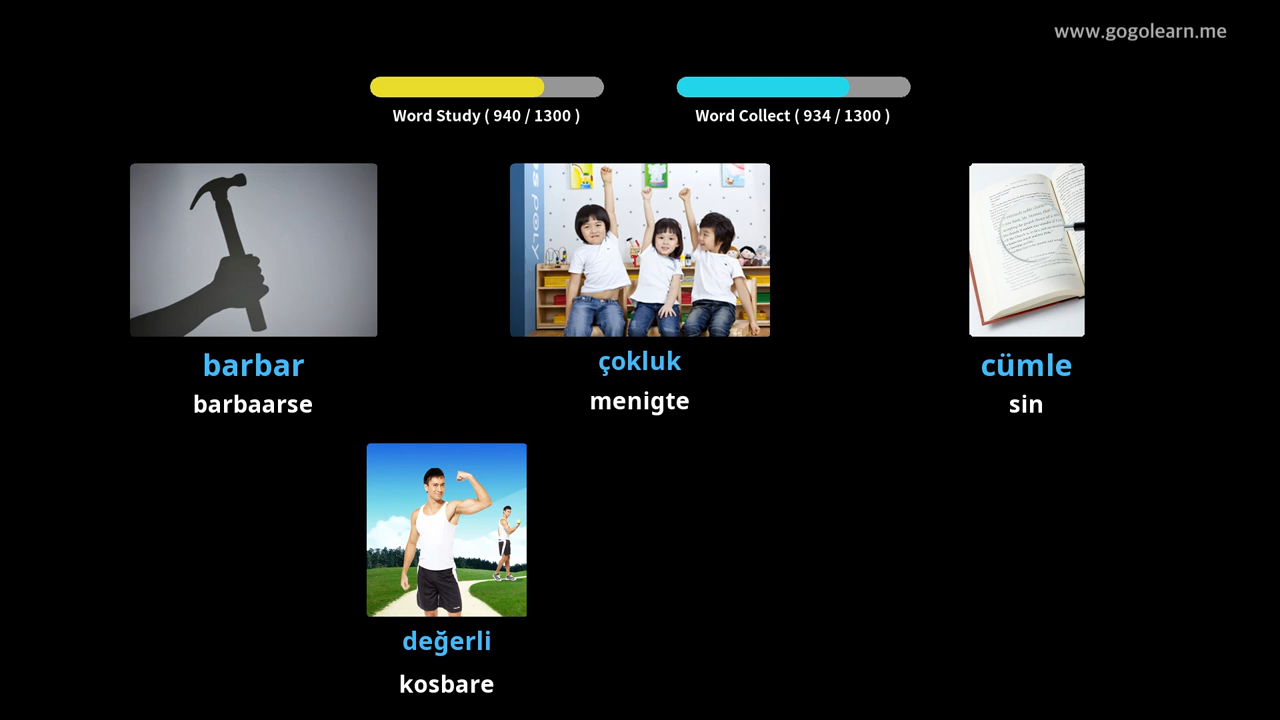 www.gogolearn.me
Word Study ( 940 / 1300 )
Word Collect ( 934 / 1300 )
barbar
barbaarse
çokluk
menigte
cümle
sin
değerli
kosbare